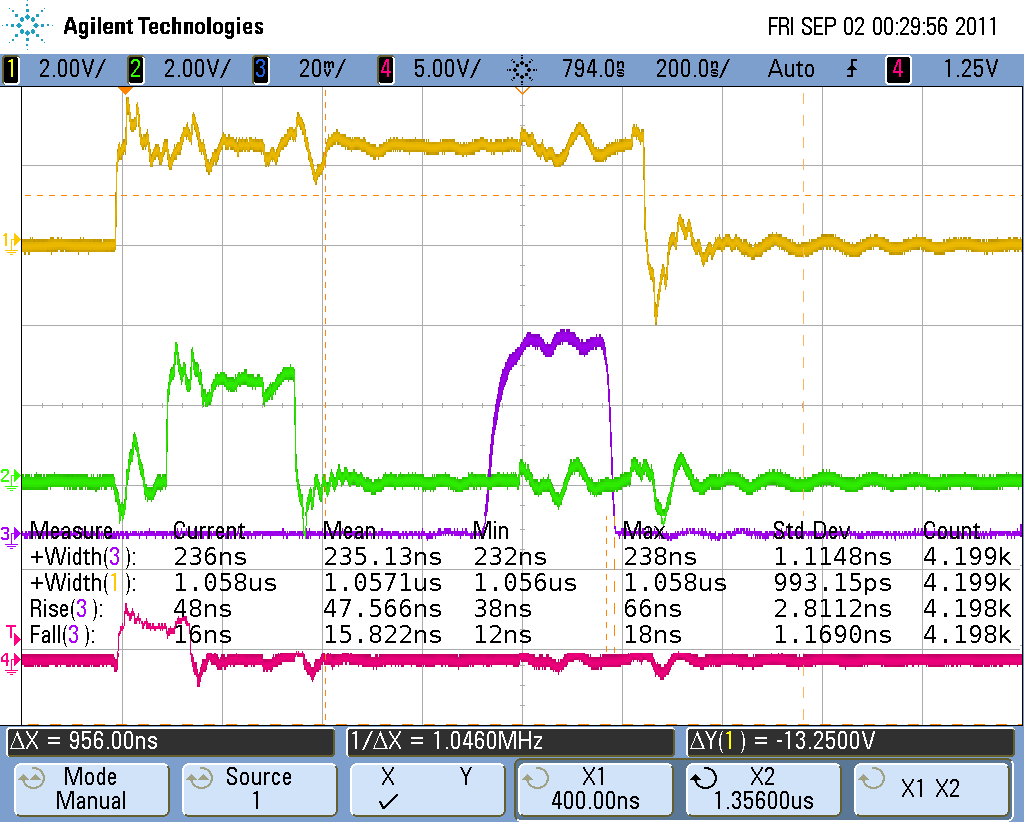 Agilent Technologies FRI SEP 02 00:29:56 2011
1 2.00V/ 2 2.00V/ 3 20mV/ 4 5.00V/ 794.0ns 200.0ns/ Auto 4 1.25V
1
2
3
Measure Current Mean Min Max Std Dev Count
+Width(3): 236ns 235.13ns 232ns 238ns 1.1148ns 4.199k
+Width(1): 1.058us 1.0571us 1.056us 1.058us 993.15ps 4.199k
Rise(3): 48ns 47.566ns 38ns 66ns 2.8112ns 4.198k
T
Fall(3): 16ns 15.822ns 12ns 18ns 1.1690ns 4.198k
4
ΔX = 956.00ns 1/ΔX = 1.0460MHz ΔY(1) = -13.2500V
Mode Source X Y X1 X2 X1 X2
Manual 1 ✓ 400.00ns 1.35600us